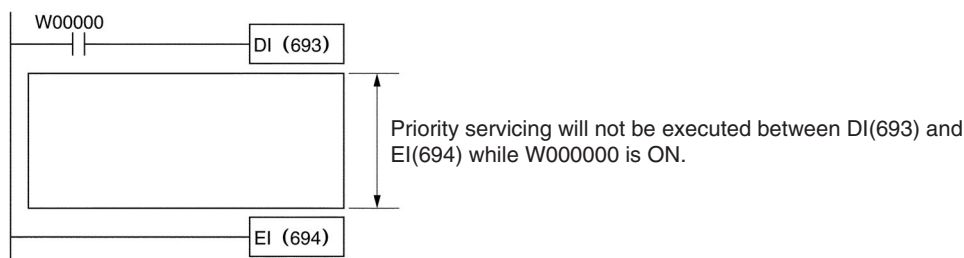 W00000
DI (693)
Priority servicing will not be executed between DI(693) and
EI(694) while W000000 is ON.
EI (694)